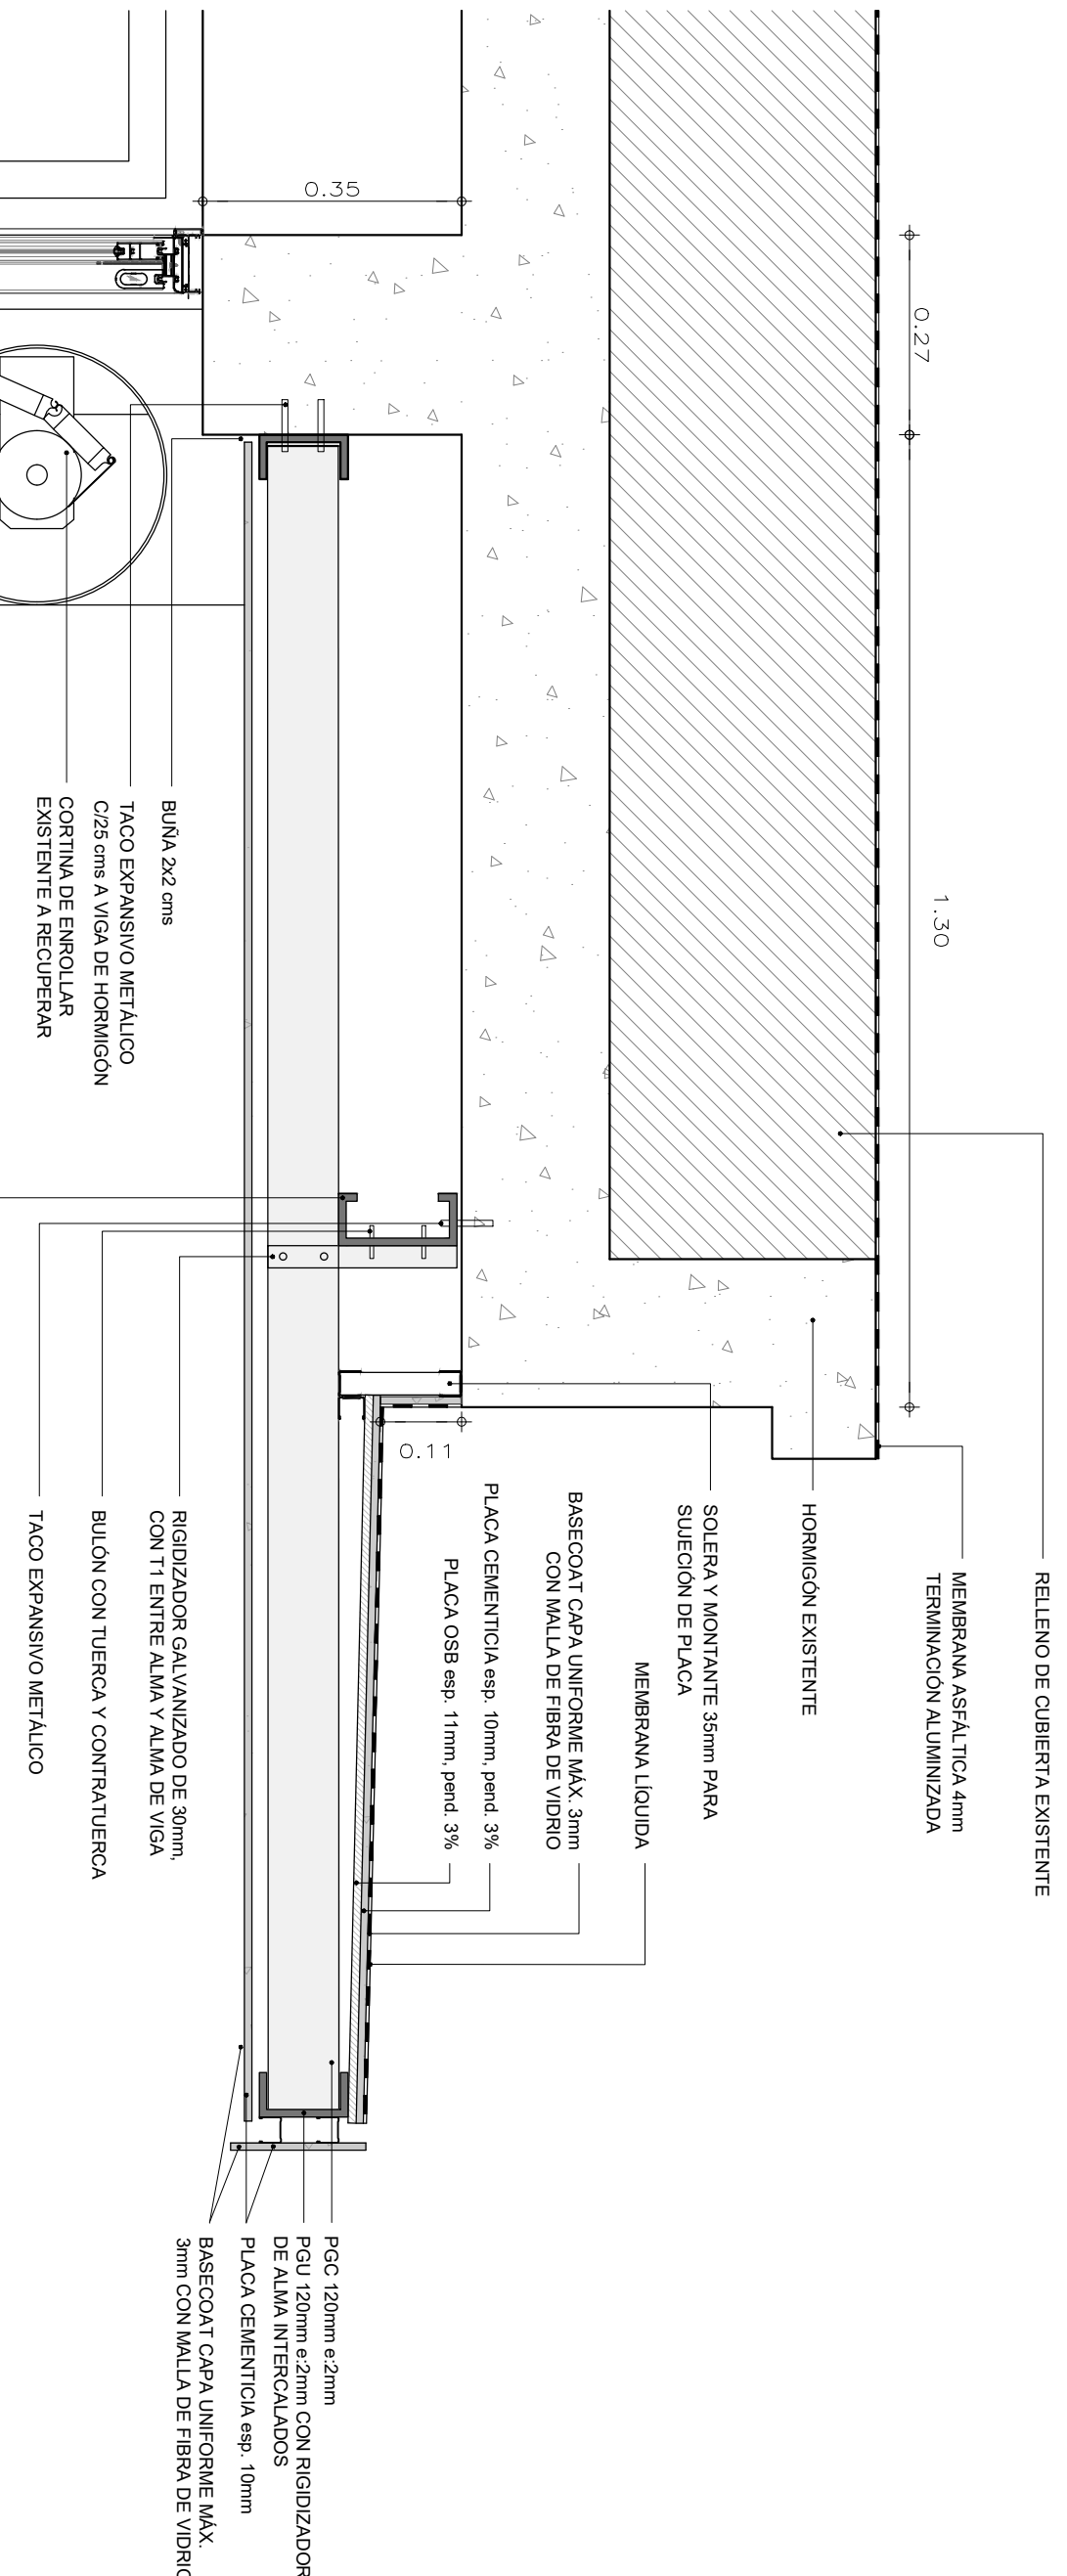 RELLENO DE CUBIERTA EXISTENTE
MEMBRANA ASFÁLTICA 4mm
TERMINACIÓN ALUMINIZADA
0.27
1.30
HORMIGÓN EXISTENTE
SOLERA Y MONTANTE 35mm PARA
SUJECIÓN DE PLACA
MEMBRANA LÍQUIDA
BASECOAT CAPA UNIFORME MÁX. 3mm
CON MALLA DE FIBRA DE VIDRIO
PLACA CEMENTICIA esp. 10mm, pend. 3%
PLACA OSB esp. 11mm, pend. 3%
0.11
0.35
PGC 120mm e:2mm
PGU 120mm e:2mm CON RIGIDIZADOR
DE ALMA INTERCALADOS
PLACA CEMENTICIA esp. 10mm
BASECOAT CAPA UNIFORME MÁX.
3mm CON MALLA DE FIBRA DE VIDRIO
BUÑA 2x2 cms
TACO EXPANSIVO METÁLICO
C/25 cms A VIGA DE HORMIGÓN
CORTINA DE ENROLLAR
EXISTENTE A RECUPERAR
RIGIDIZADOR GALVANIZADO DE 30mm,
CON T1 ENTRE ALMA Y ALMA DE VIGA
BULÓN CON TUERCA Y CONTRATUERCA
TACO EXPANSIVO METÁLICO